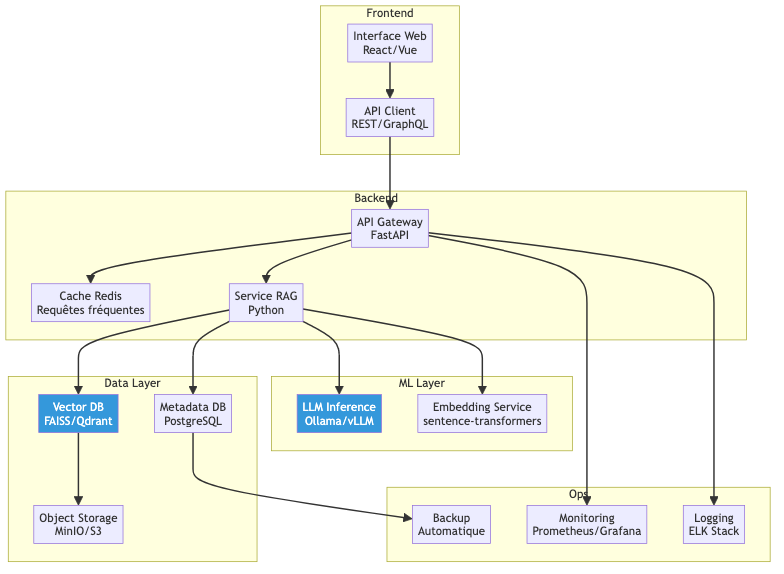 Frontend
Interface Web
React/Vue
API Client
REST/GraphQL
Backend
API Gateway
FastAPI
Cache Redis
Requêtes fréquentes
Service RAG
Python
Data Layer
Vector DB
FAISS/Qdrant
Metadata DB
PostgreSQL
Object Storage
MinIO/S3
ML Layer
LLM Inference
Ollama/vLLM
Embedding Service
sentence-transformers
Ops
Backup
Automatique
Monitoring
Prometheus/Grafana
Logging
ELK Stack